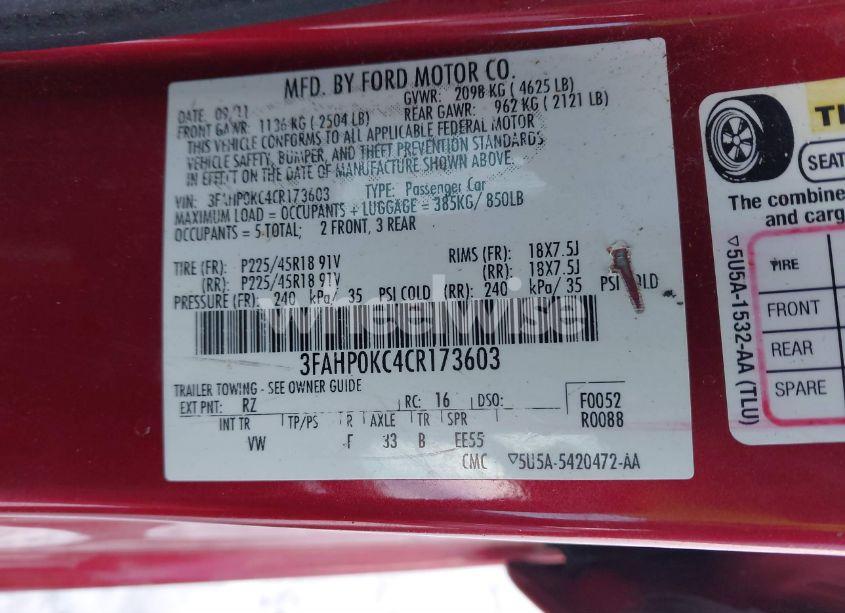 MFD. BY FORD MOTOR CO.
DATE 09/11 GVWR: 2098 KG ( 4625 LB)
FRONT GAWR: 1136 KG ( 2504 LB) REAR GAWR: 962 KG ( 2121 LB)
THIS VEHICLE CONFORMS TO ALL APPLICABLE FEDERAL MOTOR
VEHICLE SAFETY, BUMPER, AND THEFT PREVENTION STANDARDS
IN EFFECT ON THE DATE OF MANUFACTURE SHOWN ABOVE.
VIN: 3FAHP0KC4CR173603 TYPE: Passenger Car
MAXIMUM LOAD = OCCUPANTS + LUGGAGE = 385KG/ 850LB
OCCUPANTS = 5 TOTAL; 2 FRONT, 3 REAR
TIRE (FR): P225/45R18 91V RIMS (FR): 18X7.5J
(RR): P225/45R18 91V (RR): 18X7.5J
PRESSURE (FR): 240 kPa/ 35 PSI COLD (RR): 240 kPa/ 35 PSI COLD
wheelwise
3FAHP0KC4CR173603
TRAILER TOWING - SEE OWNER GUIDE
EXT PNT: RZ RC: 16 DSO: F0052
INT TR TP/PS R AXLE TR SPR R0088
VW F 33 B EE55
CMC ▽5U5A-5420472-AA
SEAT
The combine
and carg
TIRE
FRONT
REAR
SPARE
▽5U5A-1532-AA (TLU)